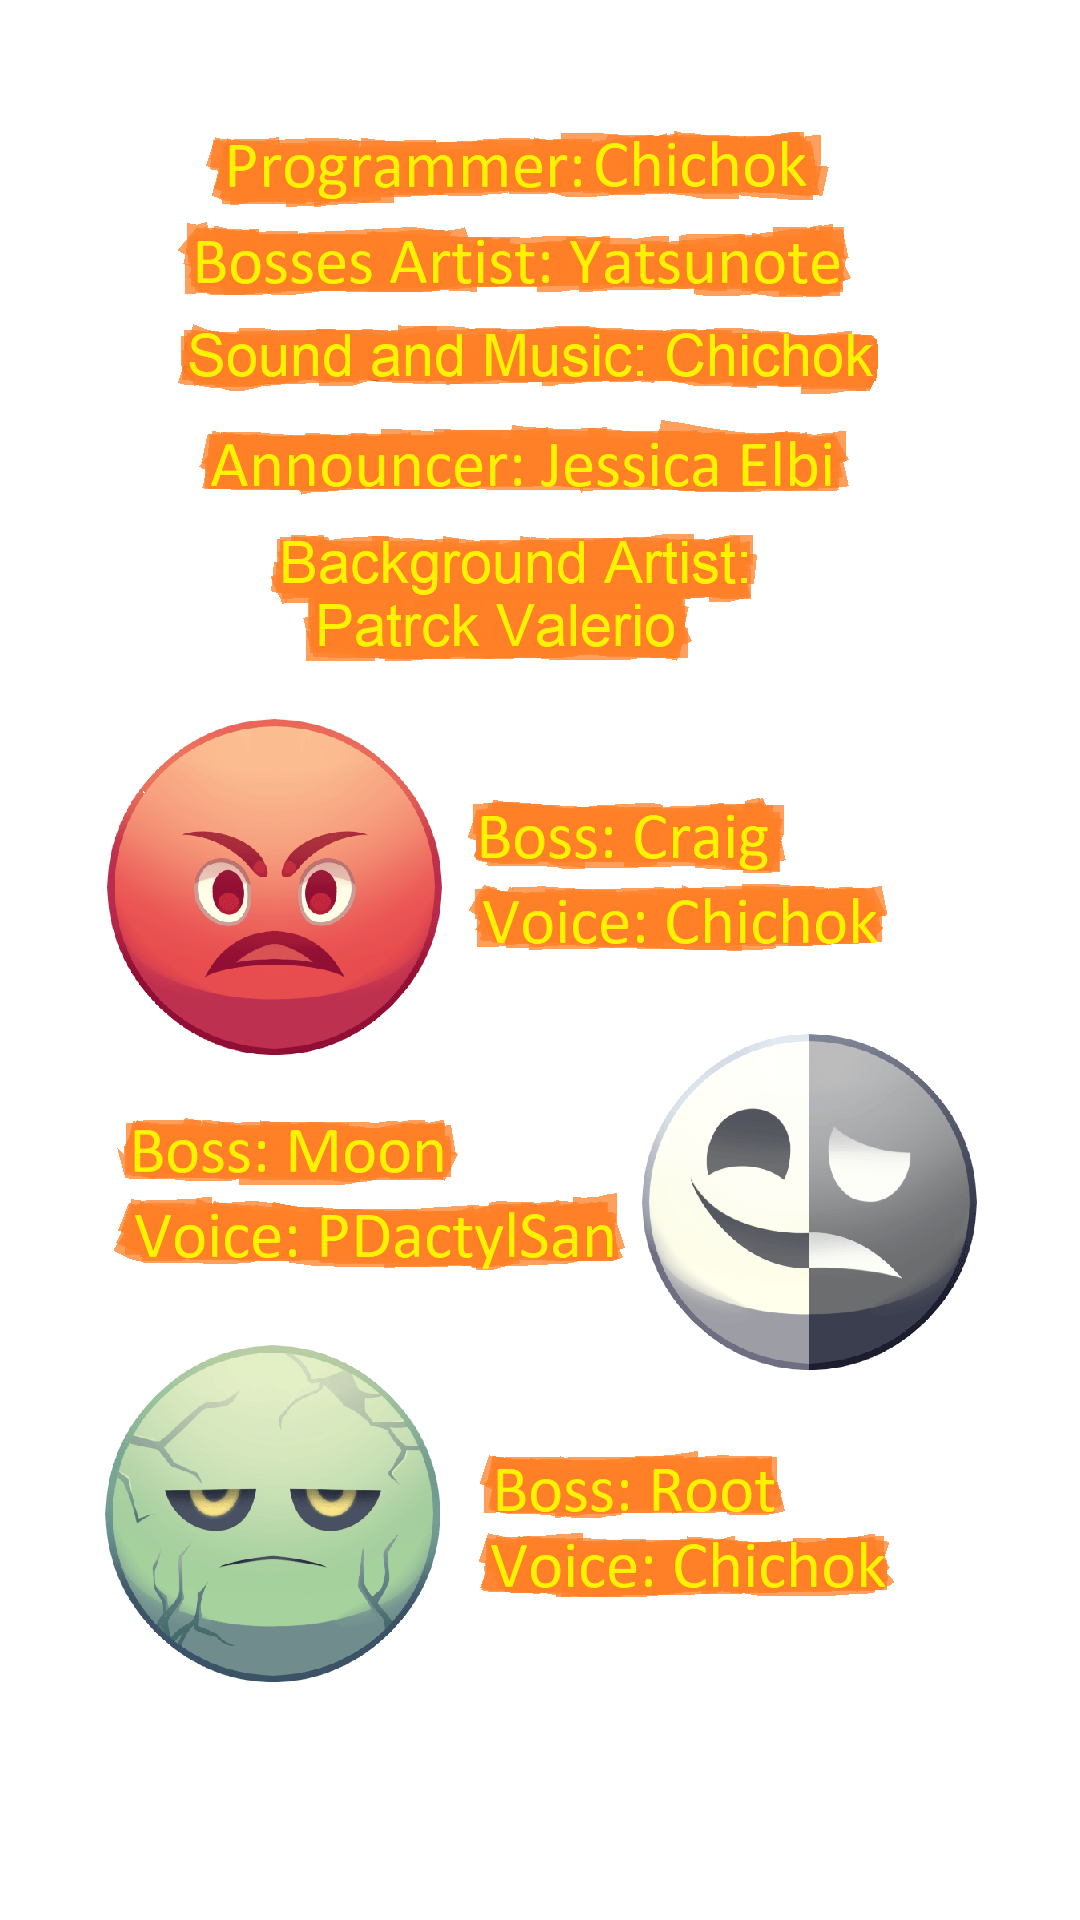 Programmer: Chichok
Bosses Artist: Yatsunote
Sound and Music: Chichok
Announcer: Jessica Elbi
Background Artist:
Patrck Valerio
Boss: Craig
Voice: Chichok
Boss: Moon
Voice: PDactylSan
Boss: Root
Voice: Chichok